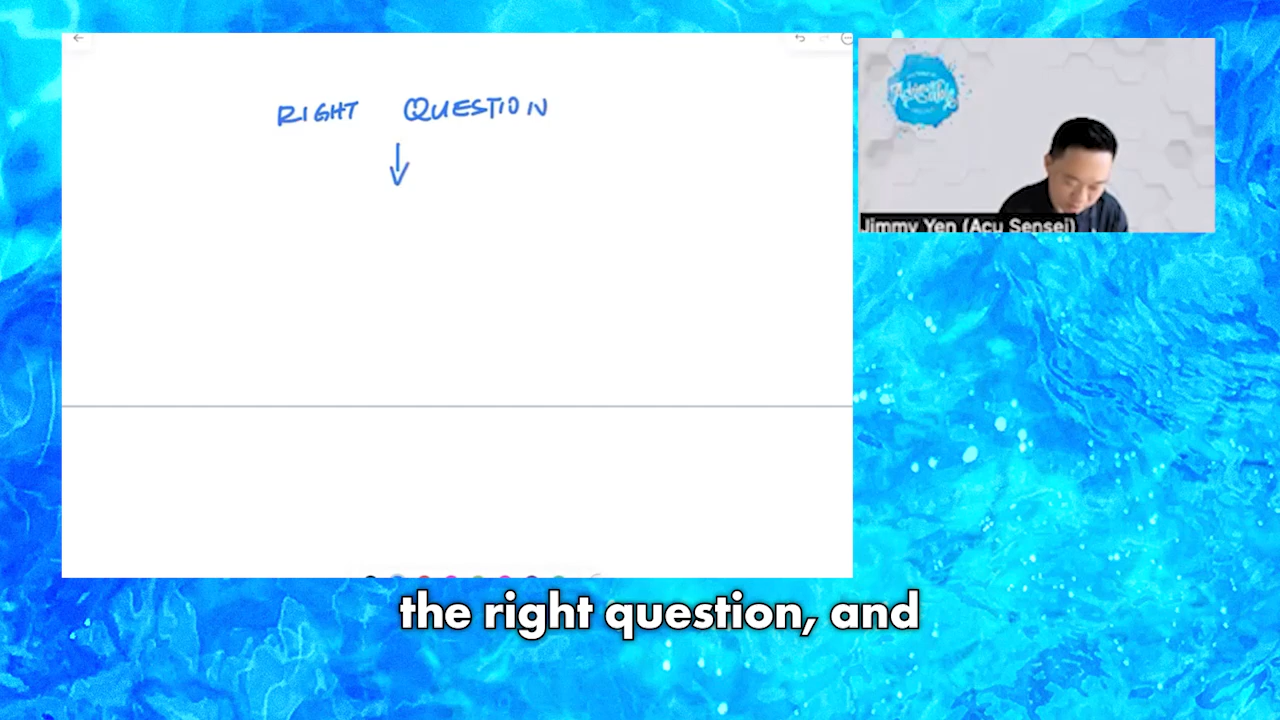 RIGHT QUESTION
Jimmy Yen (Acu Sensei)
the right question, and